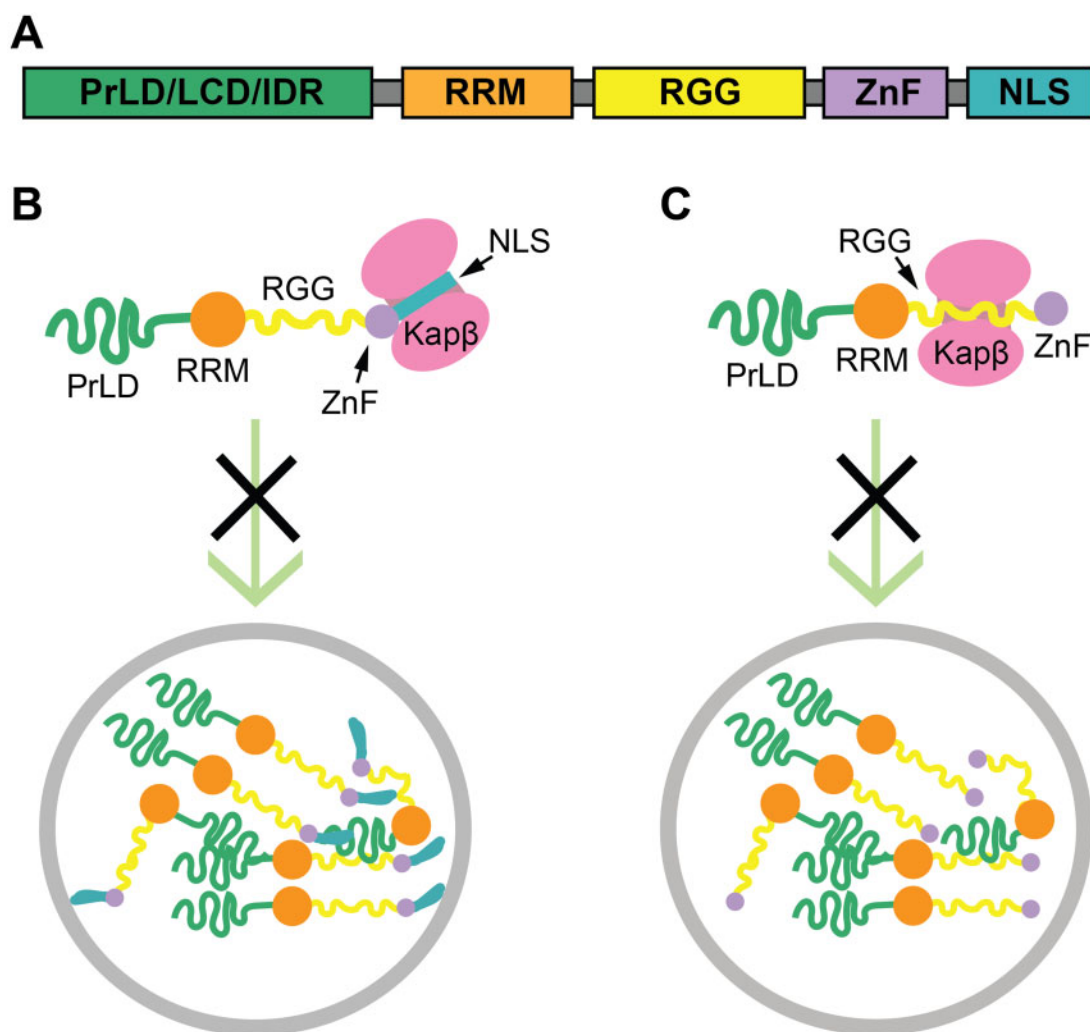 A
PrLD/LCD/IDR RRM RGG ZnF NLS
B
NLS
RGG
Kapβ
PrLD
RRM
ZnF
C
RGG
PrLD
RRM
Kapβ
ZnF